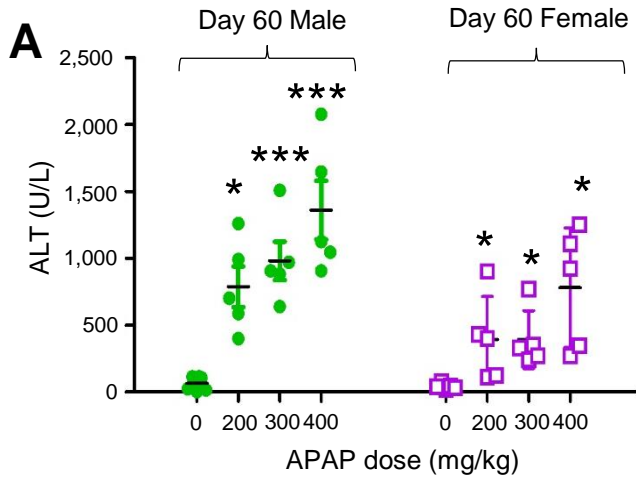 Day 60 Male Day 60 Female
A
2,500
2,000
1,500
1,000
500
0
ALT (U/L)
*** 
***
*
*
*
*
0 200 300 400 0 200 300 400
APAP dose (mg/kg)